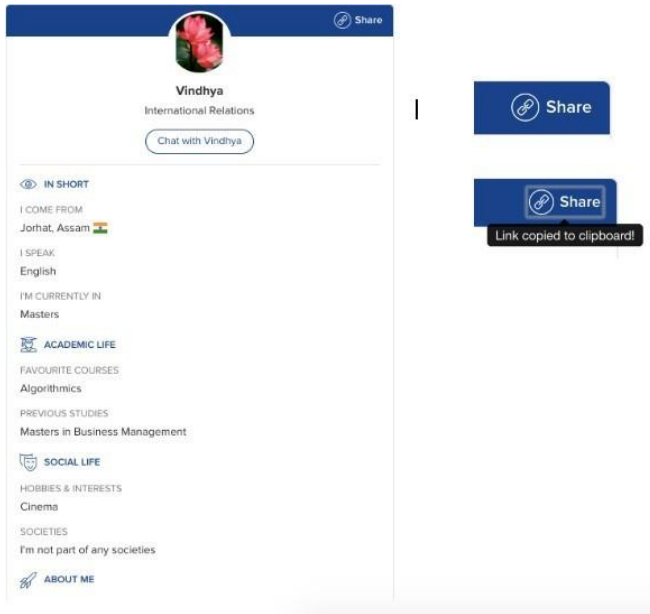 Share
Vindhya
International Relations
Chat with Vindhya
IN SHORT
I COME FROM
Jorhat, Assam
I SPEAK
English
I'M CURRENTLY IN
Masters
ACADEMIC LIFE
FAVOURITE COURSES
Algorithmics
PREVIOUS STUDIES
Masters in Business Management
SOCIAL LIFE
HOBBIES & INTERESTS
Cinema
SOCIETIES
I'm not part of any societies
ABOUT ME
Share
Share
Link copied to clipboard!